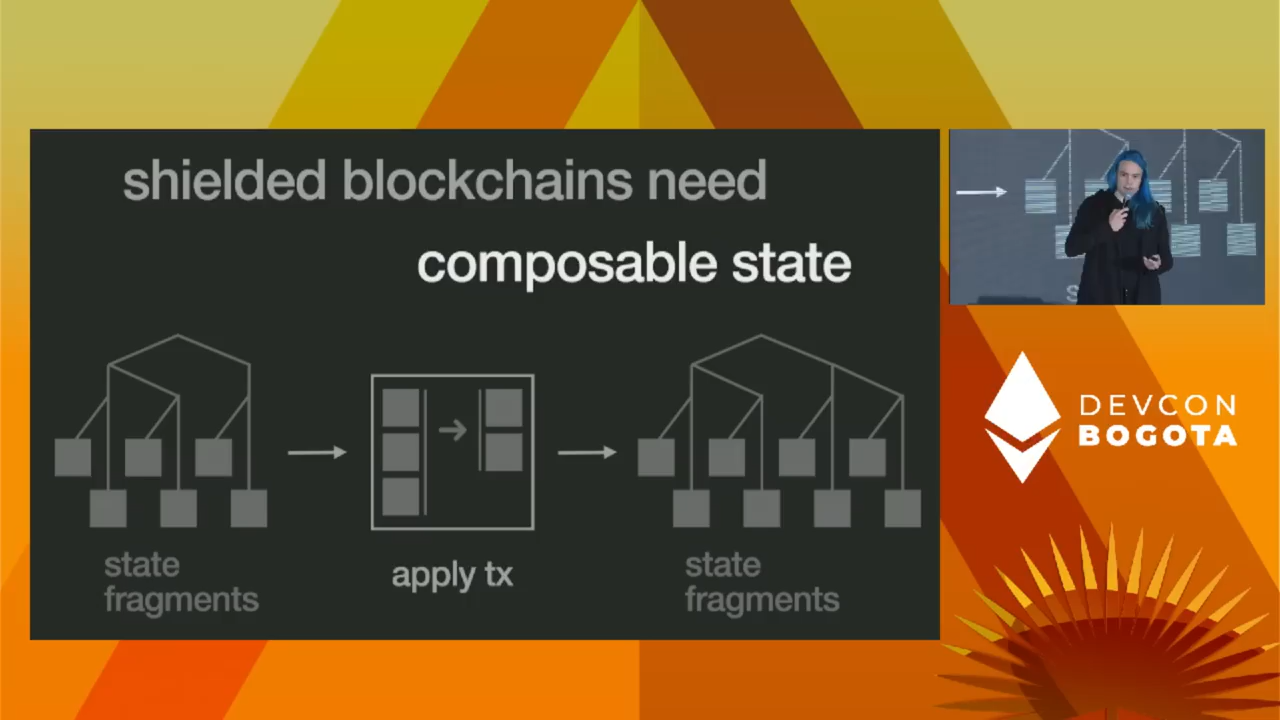 shielded blockchains need
composable state
state
fragments
apply tx
state
fragments
DEVCON
BOGOTA